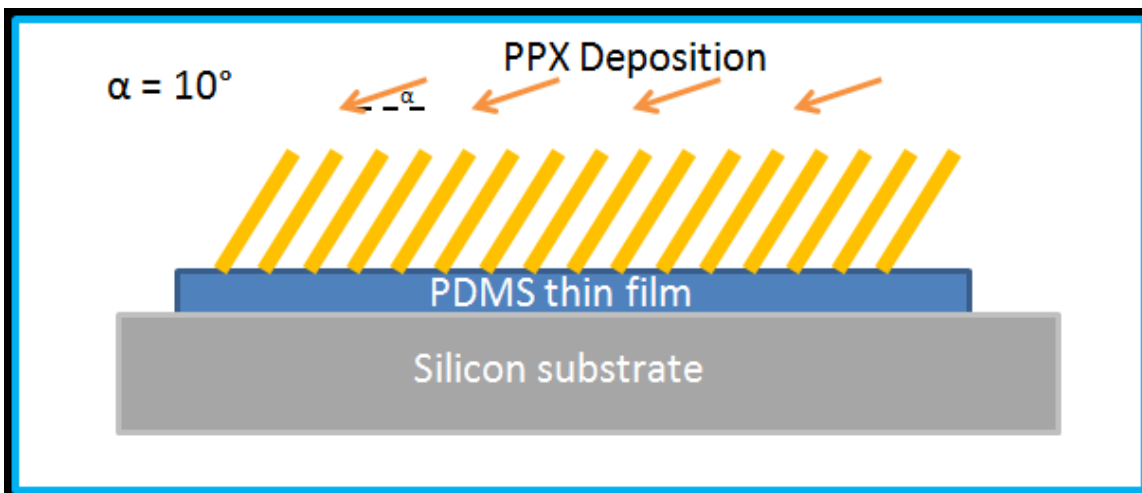 PPX Deposition
α = 10°
α
PDMS thin film
Silicon substrate